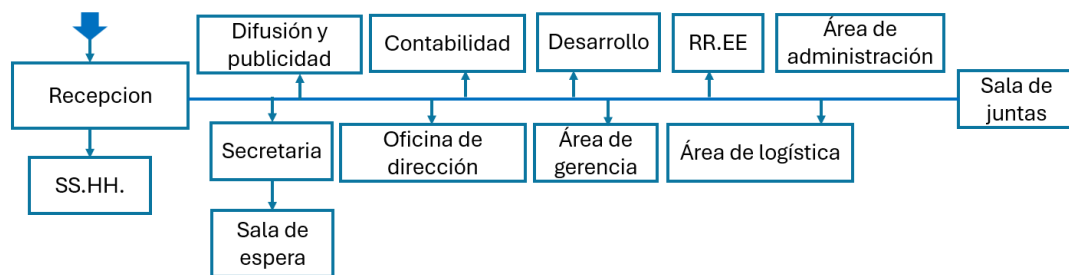 Difusión y
publicidad
Contabilidad
Desarrollo
RR.EE
Área de
administración
Recepcion
Sala de
juntas
Secretaria
Oficina de
dirección
Área de
gerencia
Área de logística
SS.HH.
Sala de
espera